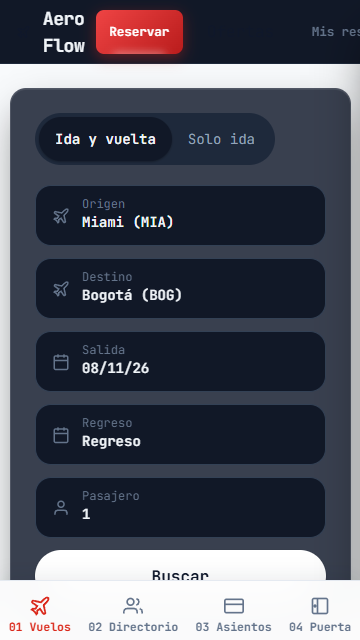 Aero
Flow
Reservar
Mis res
Ida y vuelta
Solo ida
Origen
Miami (MIA)
Destino
Bogotá (BOG)
Salida
08/11/26
Regreso
Regreso
Pasajero
1
Buscar
01 Vuelos
02 Directorio
03 Asientos
04 Puerta